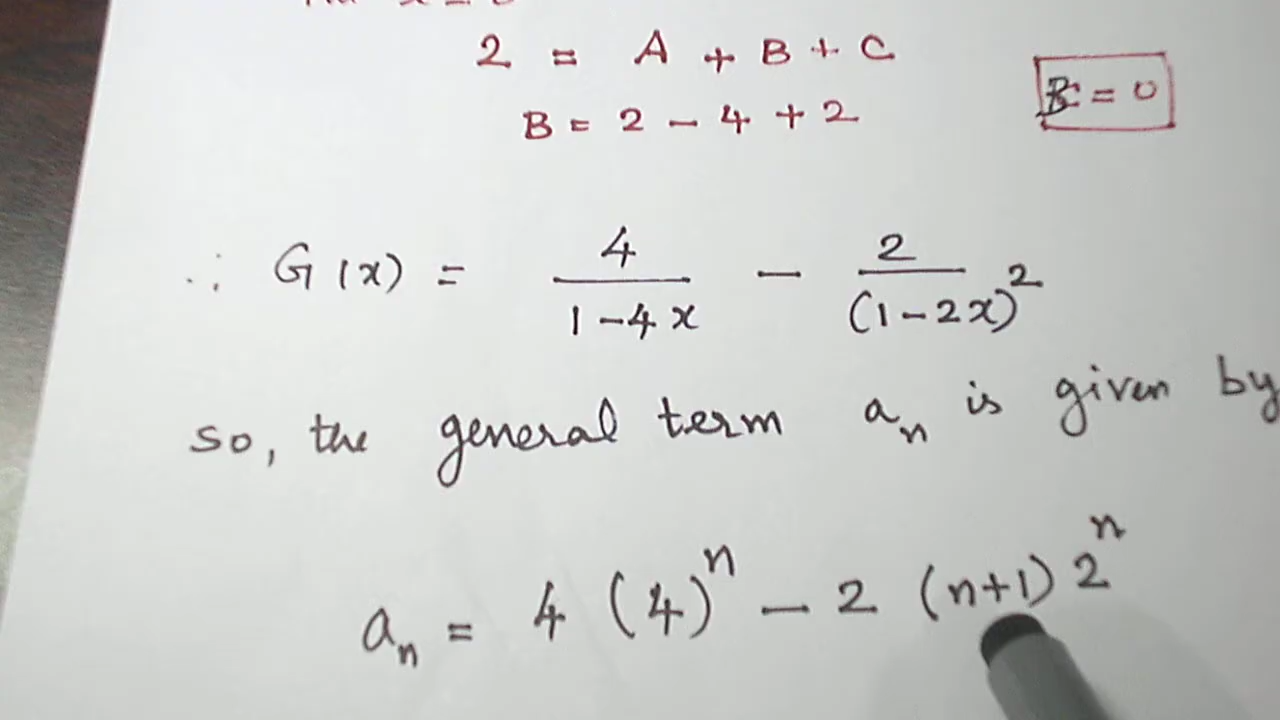 x = 0
2 = A + B + C
B = 2 - 4 + 2
C = 0
∴ G(x) = 4/(1-4x) - 2/(1-2x)²
so, the general term aₙ is given by
aₙ = 4 (4)ⁿ - 2 (n+1) 2ⁿ